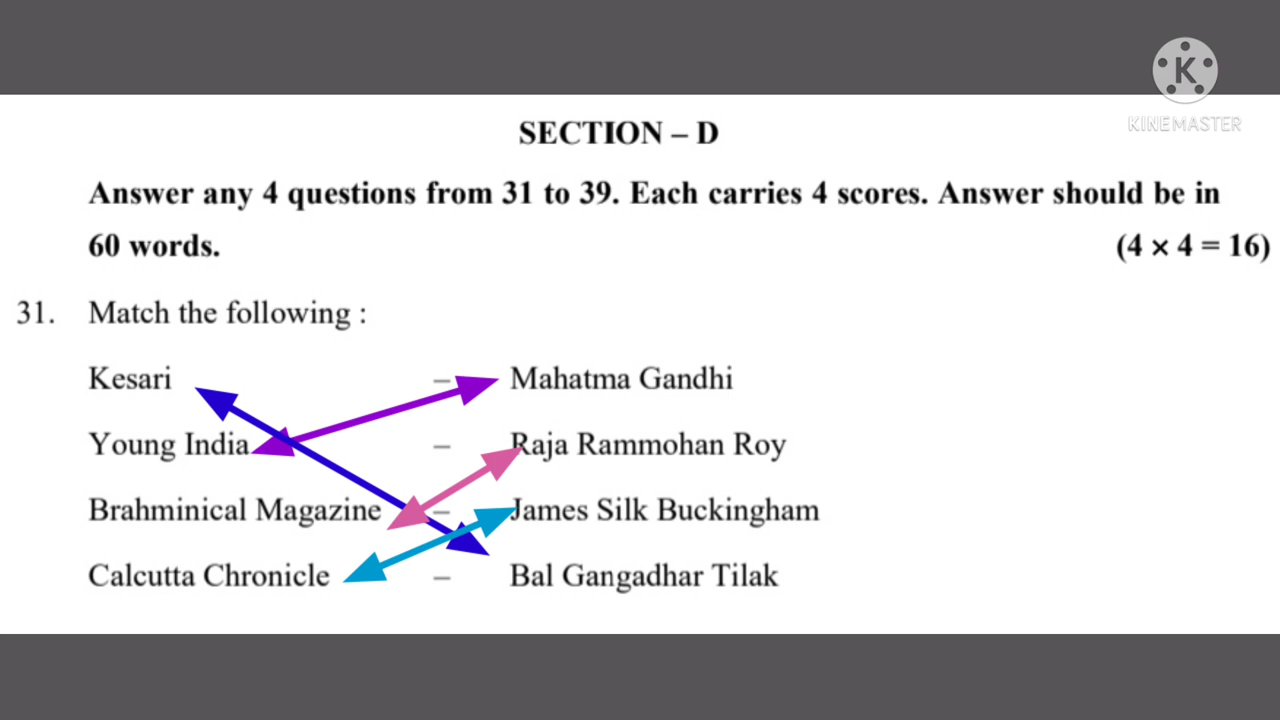 K
KINEMASTER
SECTION – D
Answer any 4 questions from 31 to 39. Each carries 4 scores. Answer should be in
60 words. (4 × 4 = 16)
31. Match the following :
Kesari – Mahatma Gandhi
Young India – Raja Rammohan Roy
Brahminical Magazine – James Silk Buckingham
Calcutta Chronicle – Bal Gangadhar Tilak